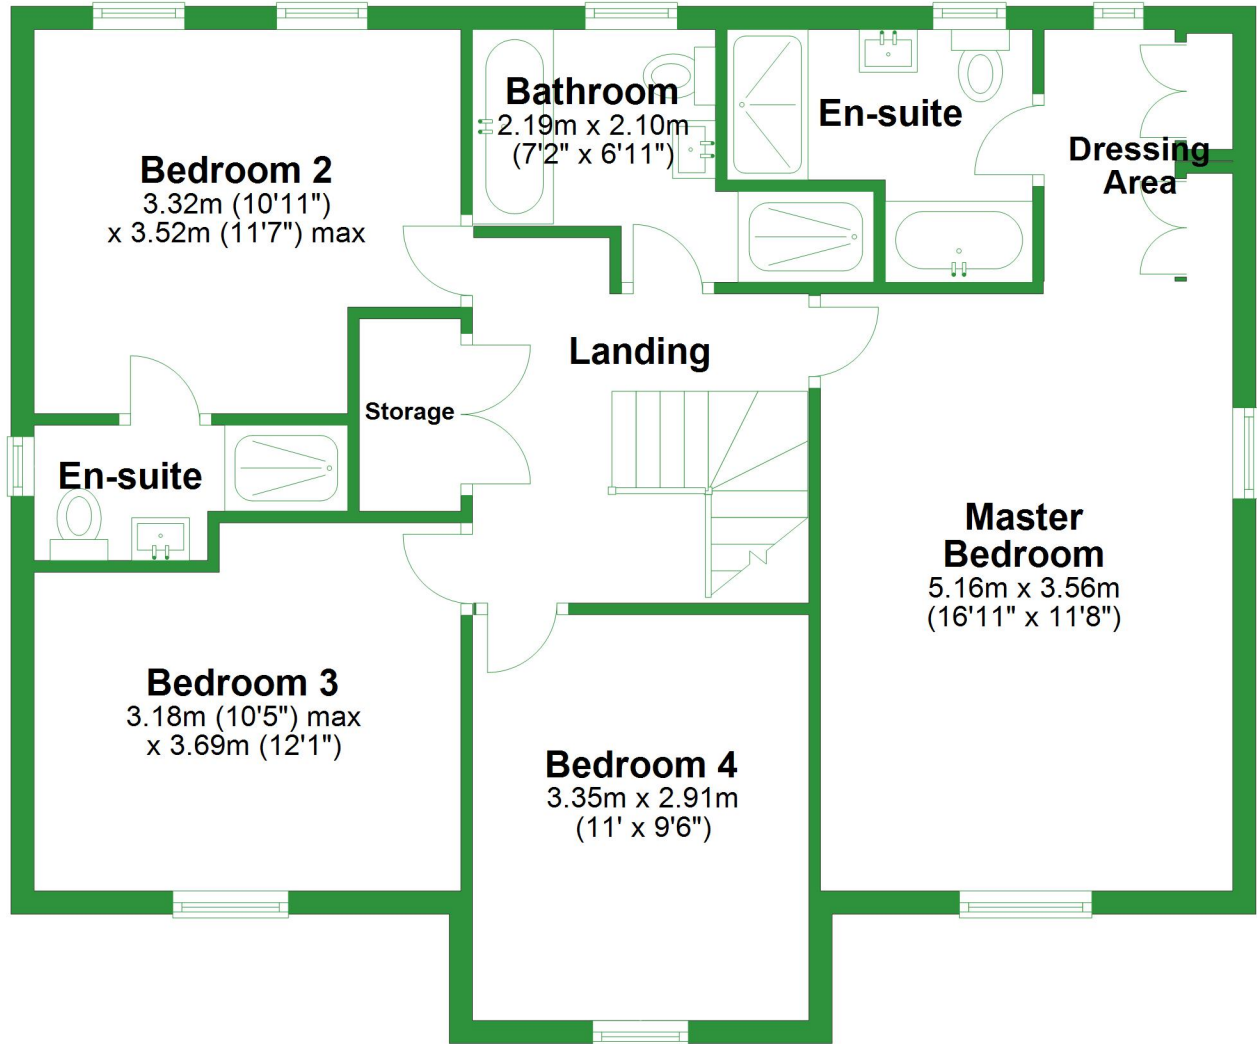 Bedroom 2
3.32m (10'11")
x 3.52m (11'7") max
Bathroom
2.19m x 2.10m
(7'2" x 6'11")
En-suite
Dressing
Area
Landing
Storage
En-suite
Master
Bedroom
5.16m x 3.56m
(16'11" x 11'8")
Bedroom 3
3.18m (10'5") max
x 3.69m (12'1")
Bedroom 4
3.35m x 2.91m
(11' x 9'6")